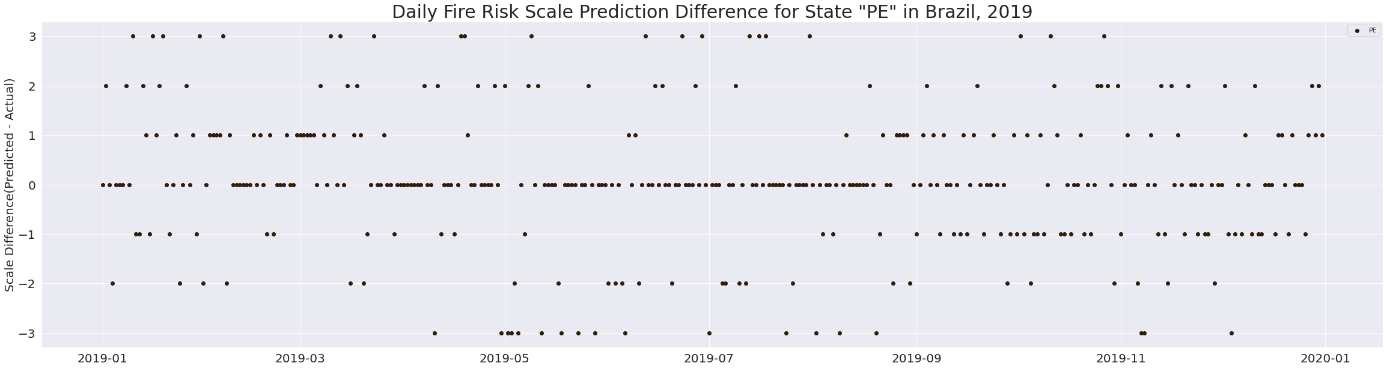 Daily Fire Risk Scale Prediction Difference for State "PE" in Brazil, 2019
PE
Scale Difference(Predicted - Actual)
3
2
1
0
−1
−2
−3
2019-01 2019-03 2019-05 2019-07 2019-09 2019-11 2020-01